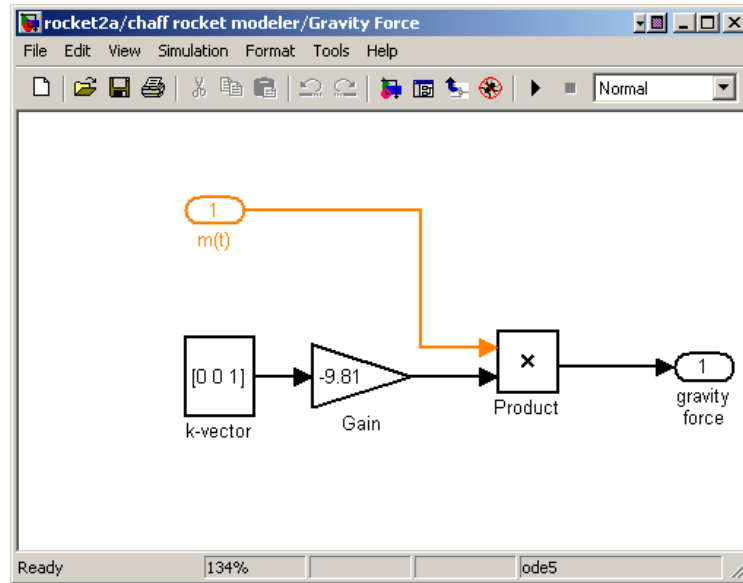 rocket2a/chaff rocket modeler/Gravity Force
File Edit View Simulation Format Tools Help
Normal
1
m(t)
[0 0 1]
k-vector
-9.81
Gain
×
Product
1
gravity
force
Ready 134% ode5